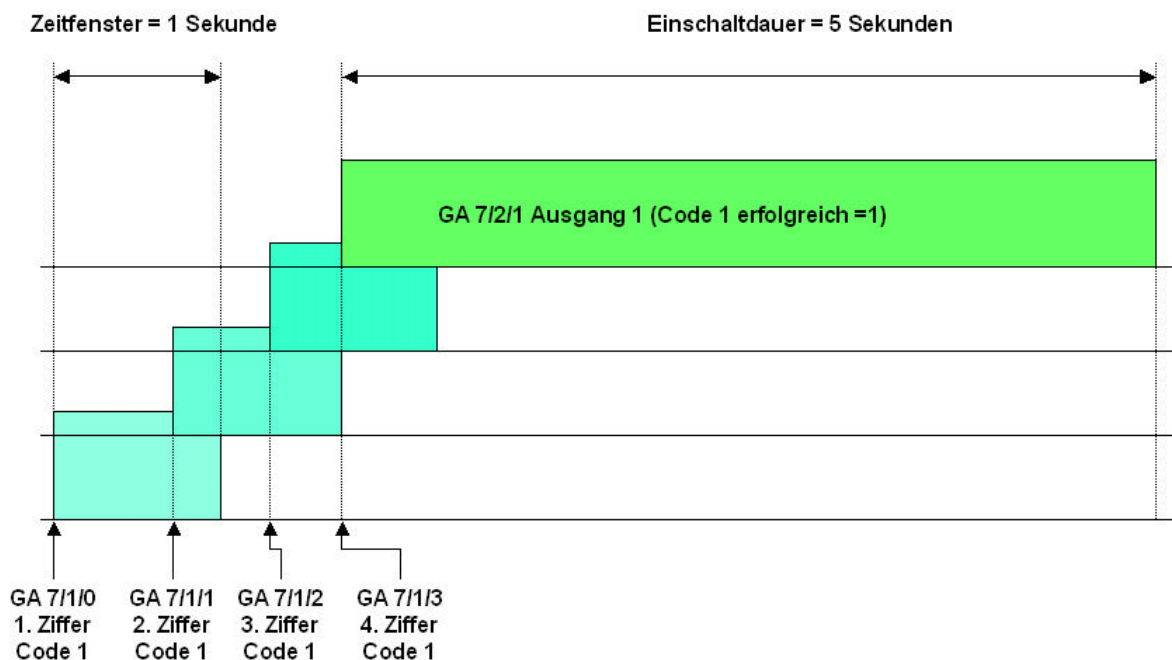 Zeitfenster = 1 Sekunde
Einschaltdauer = 5 Sekunden
GA 7/2/1 Ausgang 1 (Code 1 erfolgreich =1)
GA 7/1/0
1. Ziffer
Code 1
GA 7/1/1
2. Ziffer
Code 1
GA 7/1/2
3. Ziffer
Code 1
GA 7/1/3
4. Ziffer
Code 1